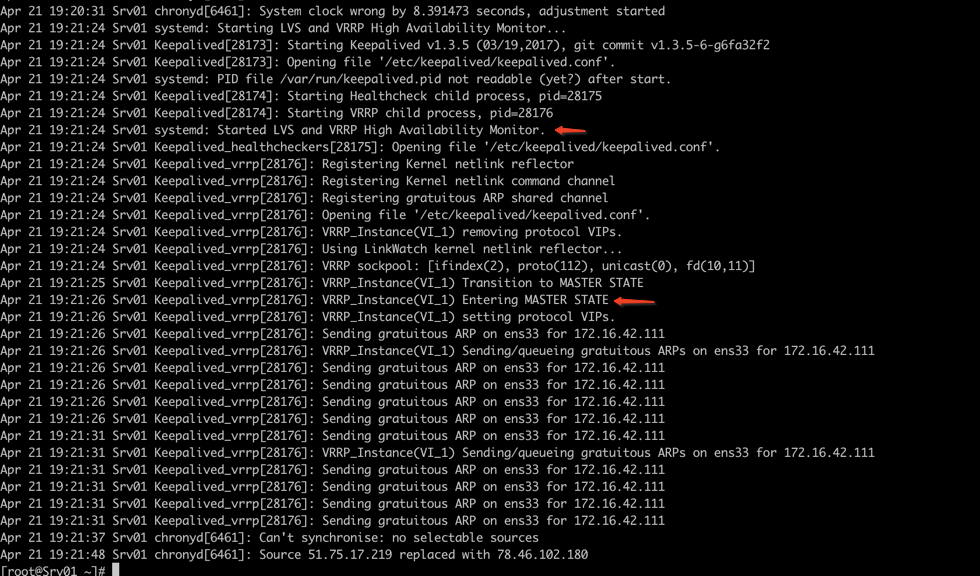 Apr 21 19:20:31 Srv01 chronyd[6461]: System clock wrong by 8.391473 seconds, adjustment started
Apr 21 19:21:24 Srv01 systemd: Starting LVS and VRRP High Availability Monitor...
Apr 21 19:21:24 Srv01 Keepalived[28173]: Starting Keepalived v1.3.5 (03/19,2017), git commit v1.3.5-6-g6fa32f2
Apr 21 19:21:24 Srv01 Keepalived[28173]: Opening file '/etc/keepalived/keepalived.conf'.
Apr 21 19:21:24 Srv01 systemd: PID file /var/run/keepalived.pid not readable (yet?) after start.
Apr 21 19:21:24 Srv01 Keepalived[28174]: Starting Healthcheck child process, pid=28175
Apr 21 19:21:24 Srv01 Keepalived[28174]: Starting VRRP child process, pid=28176
Apr 21 19:21:24 Srv01 systemd: Started LVS and VRRP High Availability Monitor.
Apr 21 19:21:24 Srv01 Keepalived_healthcheckers[28175]: Opening file '/etc/keepalived/keepalived.conf'.
Apr 21 19:21:24 Srv01 Keepalived_vrrp[28176]: Registering Kernel netlink reflector
Apr 21 19:21:24 Srv01 Keepalived_vrrp[28176]: Registering Kernel netlink command channel
Apr 21 19:21:24 Srv01 Keepalived_vrrp[28176]: Registering gratuitous ARP shared channel
Apr 21 19:21:24 Srv01 Keepalived_vrrp[28176]: Opening file '/etc/keepalived/keepalived.conf'.
Apr 21 19:21:24 Srv01 Keepalived_vrrp[28176]: VRRP_Instance(VI_1) removing protocol VIPs.
Apr 21 19:21:24 Srv01 Keepalived_vrrp[28176]: Using LinkWatch kernel netlink reflector...
Apr 21 19:21:24 Srv01 Keepalived_vrrp[28176]: VRRP sockpool: [ifindex(2), proto(112), unicast(0), fd(10,11)]
Apr 21 19:21:25 Srv01 Keepalived_vrrp[28176]: VRRP_Instance(VI_1) Transition to MASTER STATE
Apr 21 19:21:26 Srv01 Keepalived_vrrp[28176]: VRRP_Instance(VI_1) Entering MASTER STATE
Apr 21 19:21:26 Srv01 Keepalived_vrrp[28176]: VRRP_Instance(VI_1) setting protocol VIPs.
Apr 21 19:21:26 Srv01 Keepalived_vrrp[28176]: Sending gratuitous ARP on ens33 for 172.16.42.111
Apr 21 19:21:26 Srv01 Keepalived_vrrp[28176]: VRRP_Instance(VI_1) Sending/queueing gratuitous ARPs on ens33 for 172.16.42.111
Apr 21 19:21:26 Srv01 Keepalived_vrrp[28176]: Sending gratuitous ARP on ens33 for 172.16.42.111
Apr 21 19:21:26 Srv01 Keepalived_vrrp[28176]: Sending gratuitous ARP on ens33 for 172.16.42.111
Apr 21 19:21:26 Srv01 Keepalived_vrrp[28176]: Sending gratuitous ARP on ens33 for 172.16.42.111
Apr 21 19:21:26 Srv01 Keepalived_vrrp[28176]: Sending gratuitous ARP on ens33 for 172.16.42.111
Apr 21 19:21:31 Srv01 Keepalived_vrrp[28176]: Sending gratuitous ARP on ens33 for 172.16.42.111
Apr 21 19:21:31 Srv01 Keepalived_vrrp[28176]: VRRP_Instance(VI_1) Sending/queueing gratuitous ARPs on ens33 for 172.16.42.111
Apr 21 19:21:31 Srv01 Keepalived_vrrp[28176]: Sending gratuitous ARP on ens33 for 172.16.42.111
Apr 21 19:21:31 Srv01 Keepalived_vrrp[28176]: Sending gratuitous ARP on ens33 for 172.16.42.111
Apr 21 19:21:31 Srv01 Keepalived_vrrp[28176]: Sending gratuitous ARP on ens33 for 172.16.42.111
Apr 21 19:21:31 Srv01 Keepalived_vrrp[28176]: Sending gratuitous ARP on ens33 for 172.16.42.111
Apr 21 19:21:37 Srv01 chronyd[6461]: Can't synchronise: no selectable sources
Apr 21 19:21:48 Srv01 chronyd[6461]: Source 51.75.17.219 replaced with 78.46.102.180
[root@Srv01 ~]#